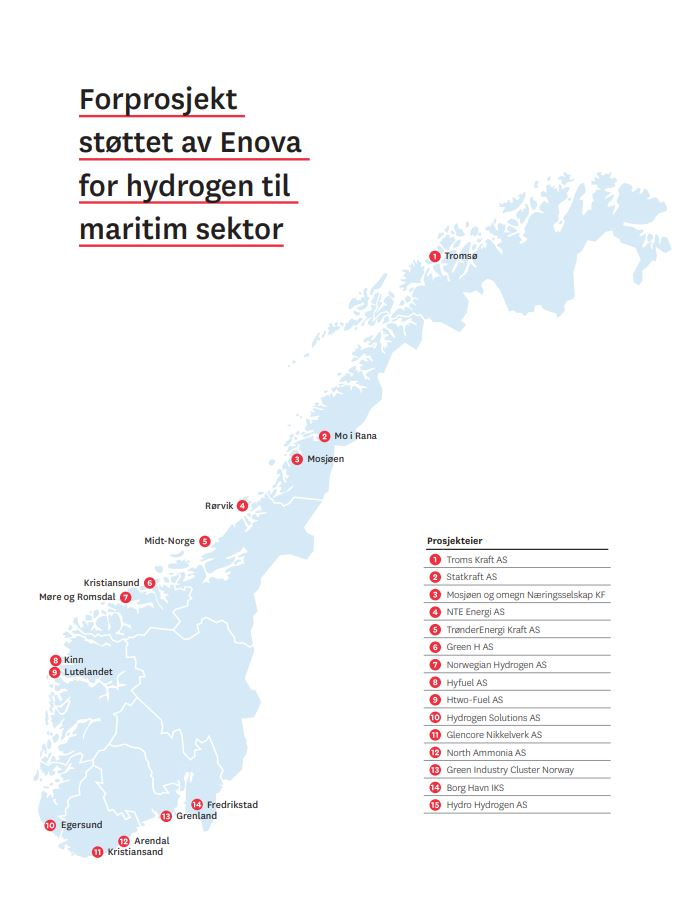 Forprosjekt
støttet av Enova
for hydrogen til
maritim sektor
1 Tromsø
2 Mo i Rana
3 Mosjøen
Rørvik 4
Midt-Norge 5
Kristiansund 6
Møre og Romsdal 7
8 Kinn
9 Lutelandet
14 Fredrikstad
13 Grenland
10 Egersund
12 Arendal
11 Kristiansand
Prosjekteier
1 Troms Kraft AS
2 Statkraft AS
3 Mosjøen og omegn Næringsselskap KF
4 NTE Energi AS
5 TrønderEnergi Kraft AS
6 Green H AS
7 Norwegian Hydrogen AS
8 Hyfuel AS
9 Htwo-Fuel AS
10 Hydrogen Solutions AS
11 Glencore Nikkelverk AS
12 North Ammonia AS
13 Green Industry Cluster Norway
14 Borg Havn IKS
15 Hydro Hydrogen AS